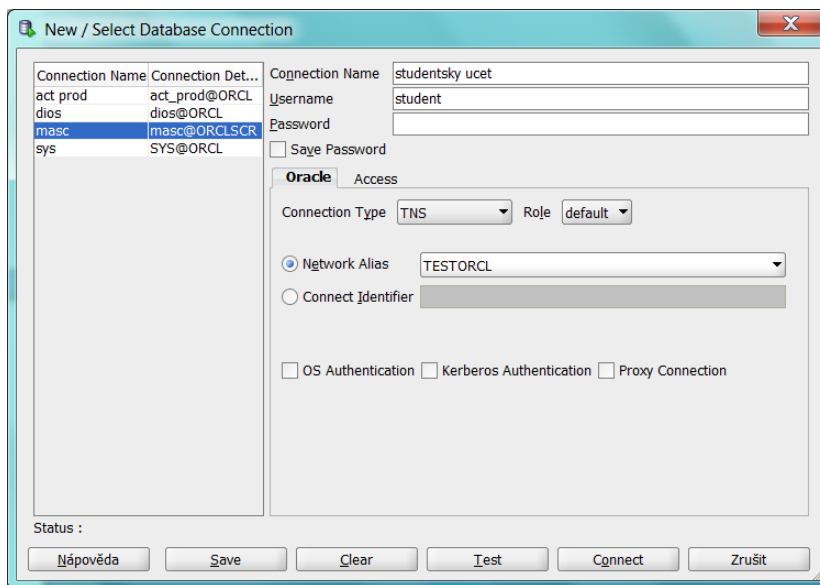 New / Select Database Connection
Connection Name Connection Det...
act prod act_prod@ORCL
dios dios@ORCL
masc masc@ORCLSCR
sys SYS@ORCL
Connection Name studentsky ucet
Username student
Password
Save Password
Oracle Access
Connection Type TNS Role default
Network Alias TESTORCL
Connect Identifier
OS Authentication Kerberos Authentication Proxy Connection
Status :
Nápověda Save Clear Test Connect Zrušit